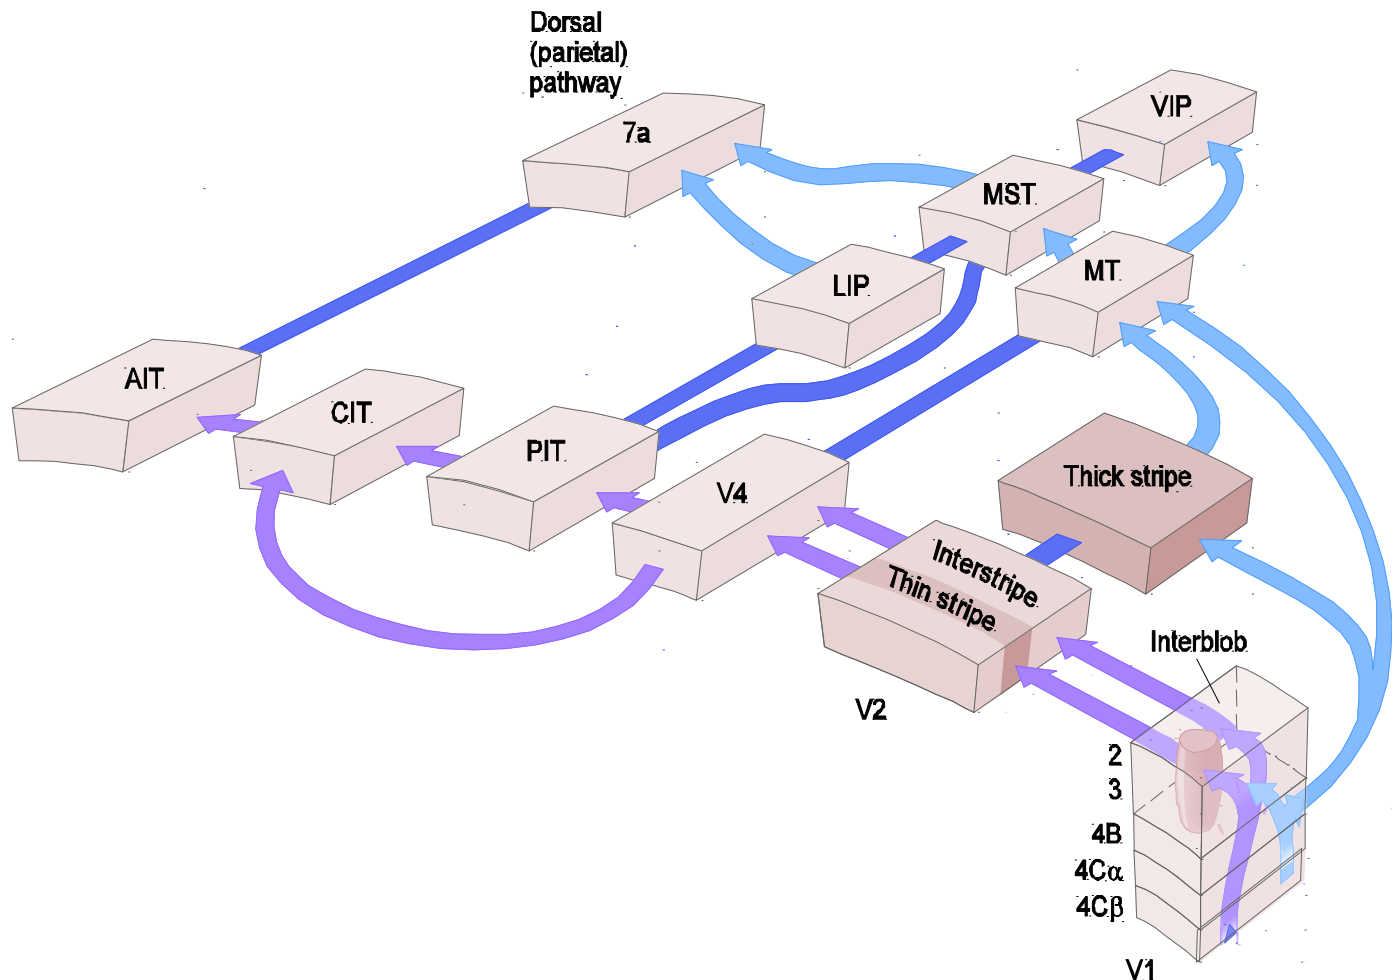 Dorsal
(parietal)
pathway
7a
VIP
MST
MT
LIP
AIT
CIT
PIT
V4
Thick stripe
Interstripe
Thin stripe
Interblob
V2
2
3
4B
4Cα
4Cβ
V1